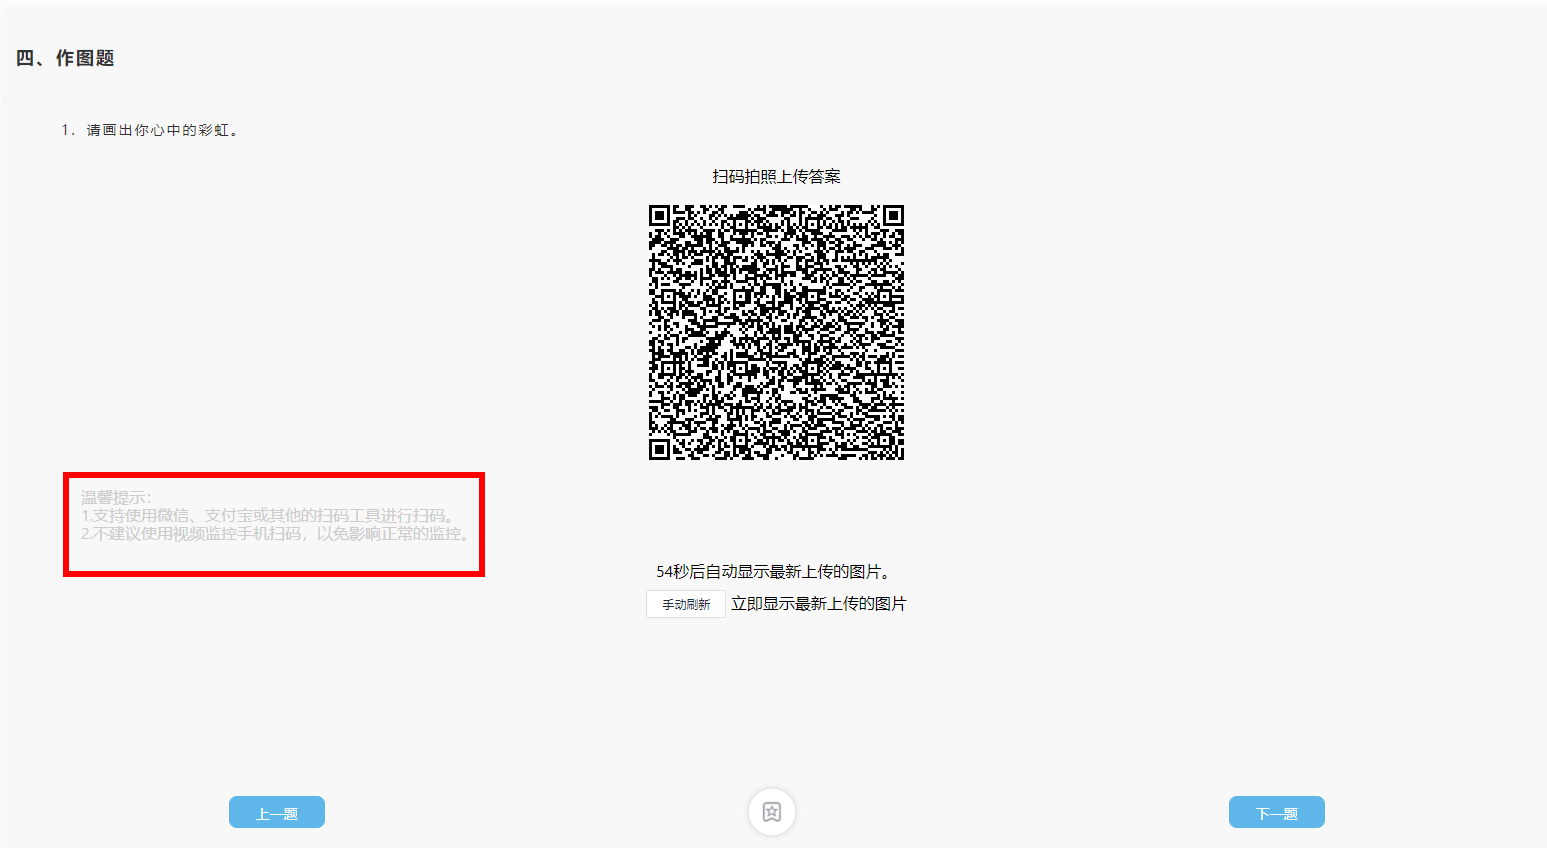 四、作图题
1. 请画出你心中的彩虹。
扫码拍照上传答案
温馨提示：
1.支持使用微信、支付宝或其他的扫码工具进行扫码。
2.不建议使用视频监控手机扫码，以免影响正常的监控。
54秒后自动显示最新上传的图片。
手动刷新 立即显示最新上传的图片
上一题
下一题